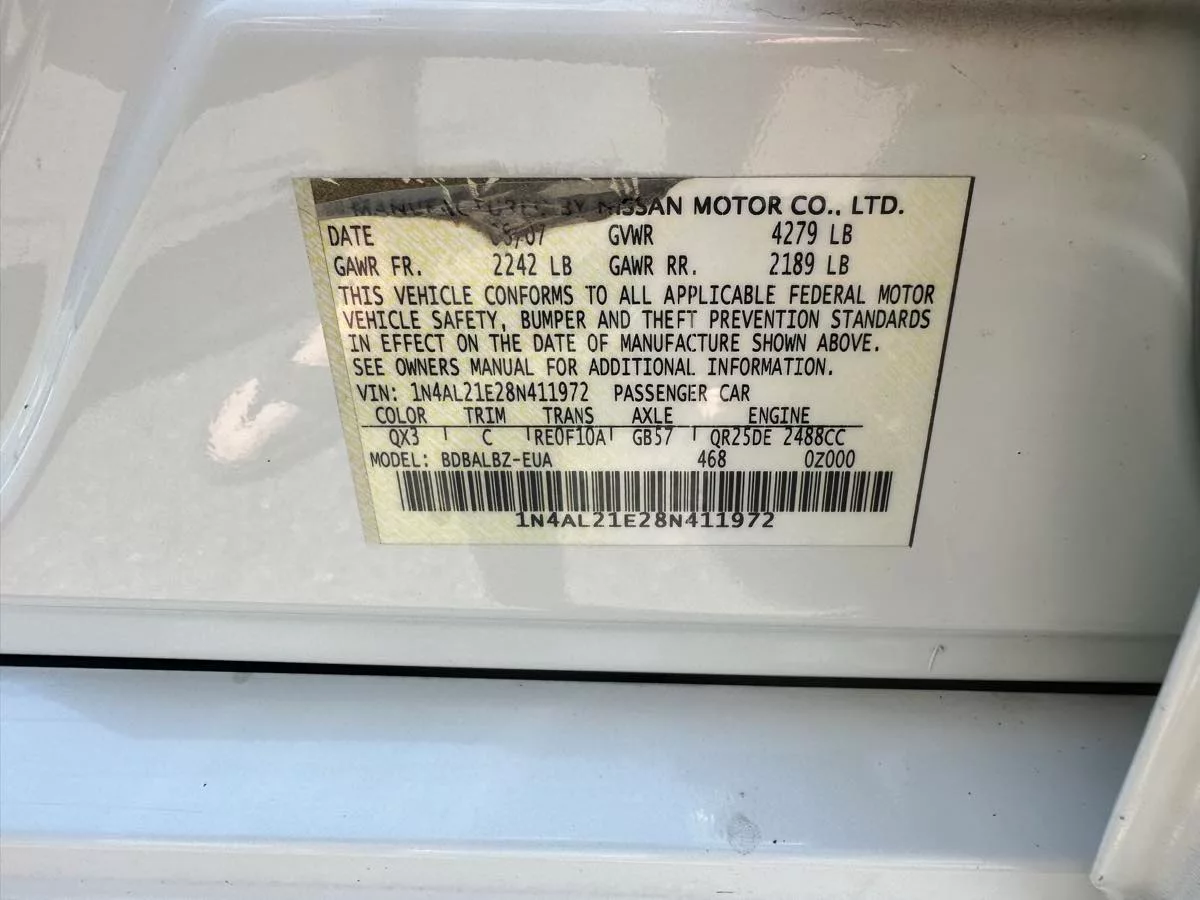 MANUFACTURED BY NISSAN MOTOR CO., LTD.
DATE /07 GVWR 4279 LB
GAWR FR. 2242 LB GAWR RR. 2189 LB
THIS VEHICLE CONFORMS TO ALL APPLICABLE FEDERAL MOTOR
VEHICLE SAFETY, BUMPER AND THEFT PREVENTION STANDARDS
IN EFFECT ON THE DATE OF MANUFACTURE SHOWN ABOVE.
SEE OWNERS MANUAL FOR ADDITIONAL INFORMATION.
VIN: 1N4AL21E28N411972 PASSENGER CAR
COLOR TRIM TRANS AXLE ENGINE
QX3 C RE0F10A GB57 QR25DE 2488CC
MODEL: BDBALBZ-EUA 468 0Z000
1N4AL21E28N411972